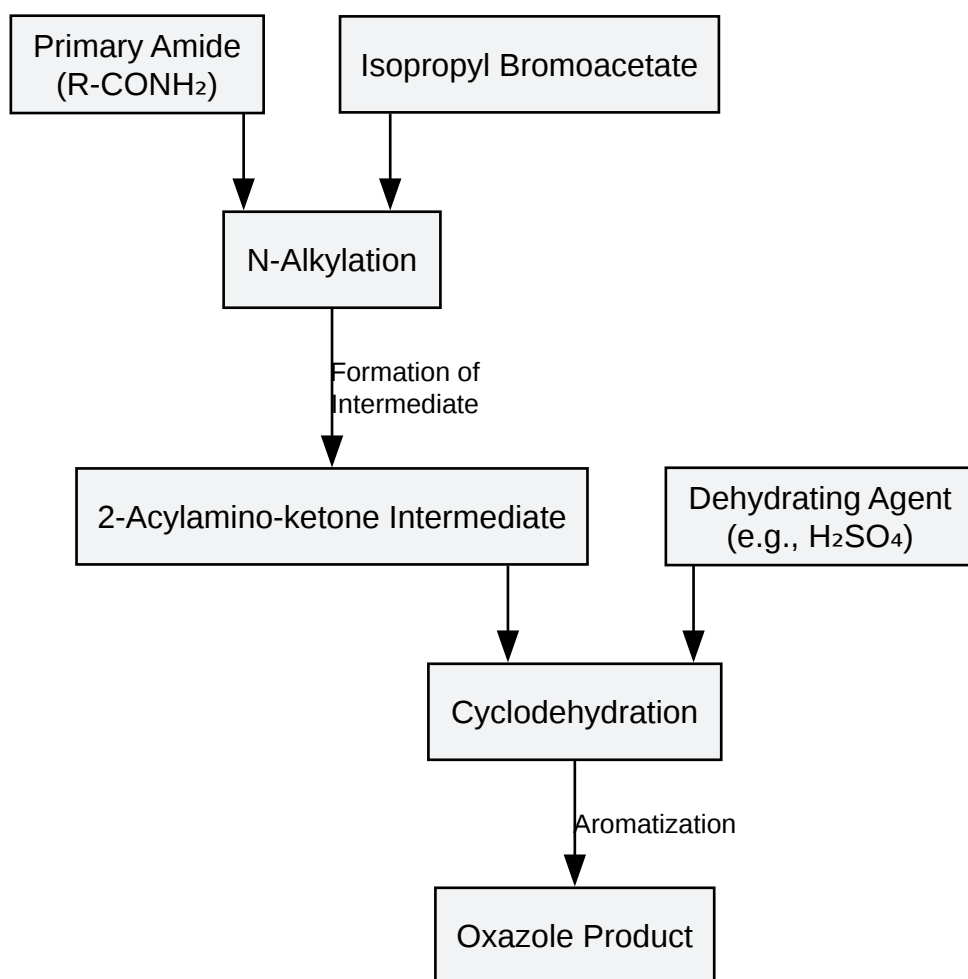 Primary Amide
(R-CONH₂)
Isopropyl Bromoacetate
N-Alkylation
Formation of
Intermediate
2-Acylamino-ketone Intermediate
Dehydrating Agent
(e.g., H₂SO₄)
Cyclodehydration
Aromatization
Oxazole Product